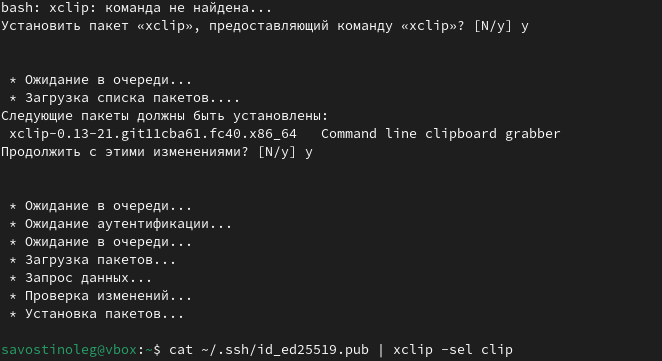 bash: xclip: команда не найдена...
Установить пакет «xclip», предоставляющий команду «xclip»? [N/y] y
* Ожидание в очереди...
* Загрузка списка пакетов....
Следующие пакеты должны быть установлены:
xclip-0.13-21.git11cba61.fc40.x86_64   Command line clipboard grabber
Продолжить с этими изменениями? [N/y] y
* Ожидание в очереди...
* Ожидание аутентификации...
* Ожидание в очереди...
* Загрузка пакетов...
* Запрос данных...
* Проверка изменений...
* Установка пакетов...
savostinoleg@vbox:~$ cat ~/.ssh/id_ed25519.pub | xclip -sel clip